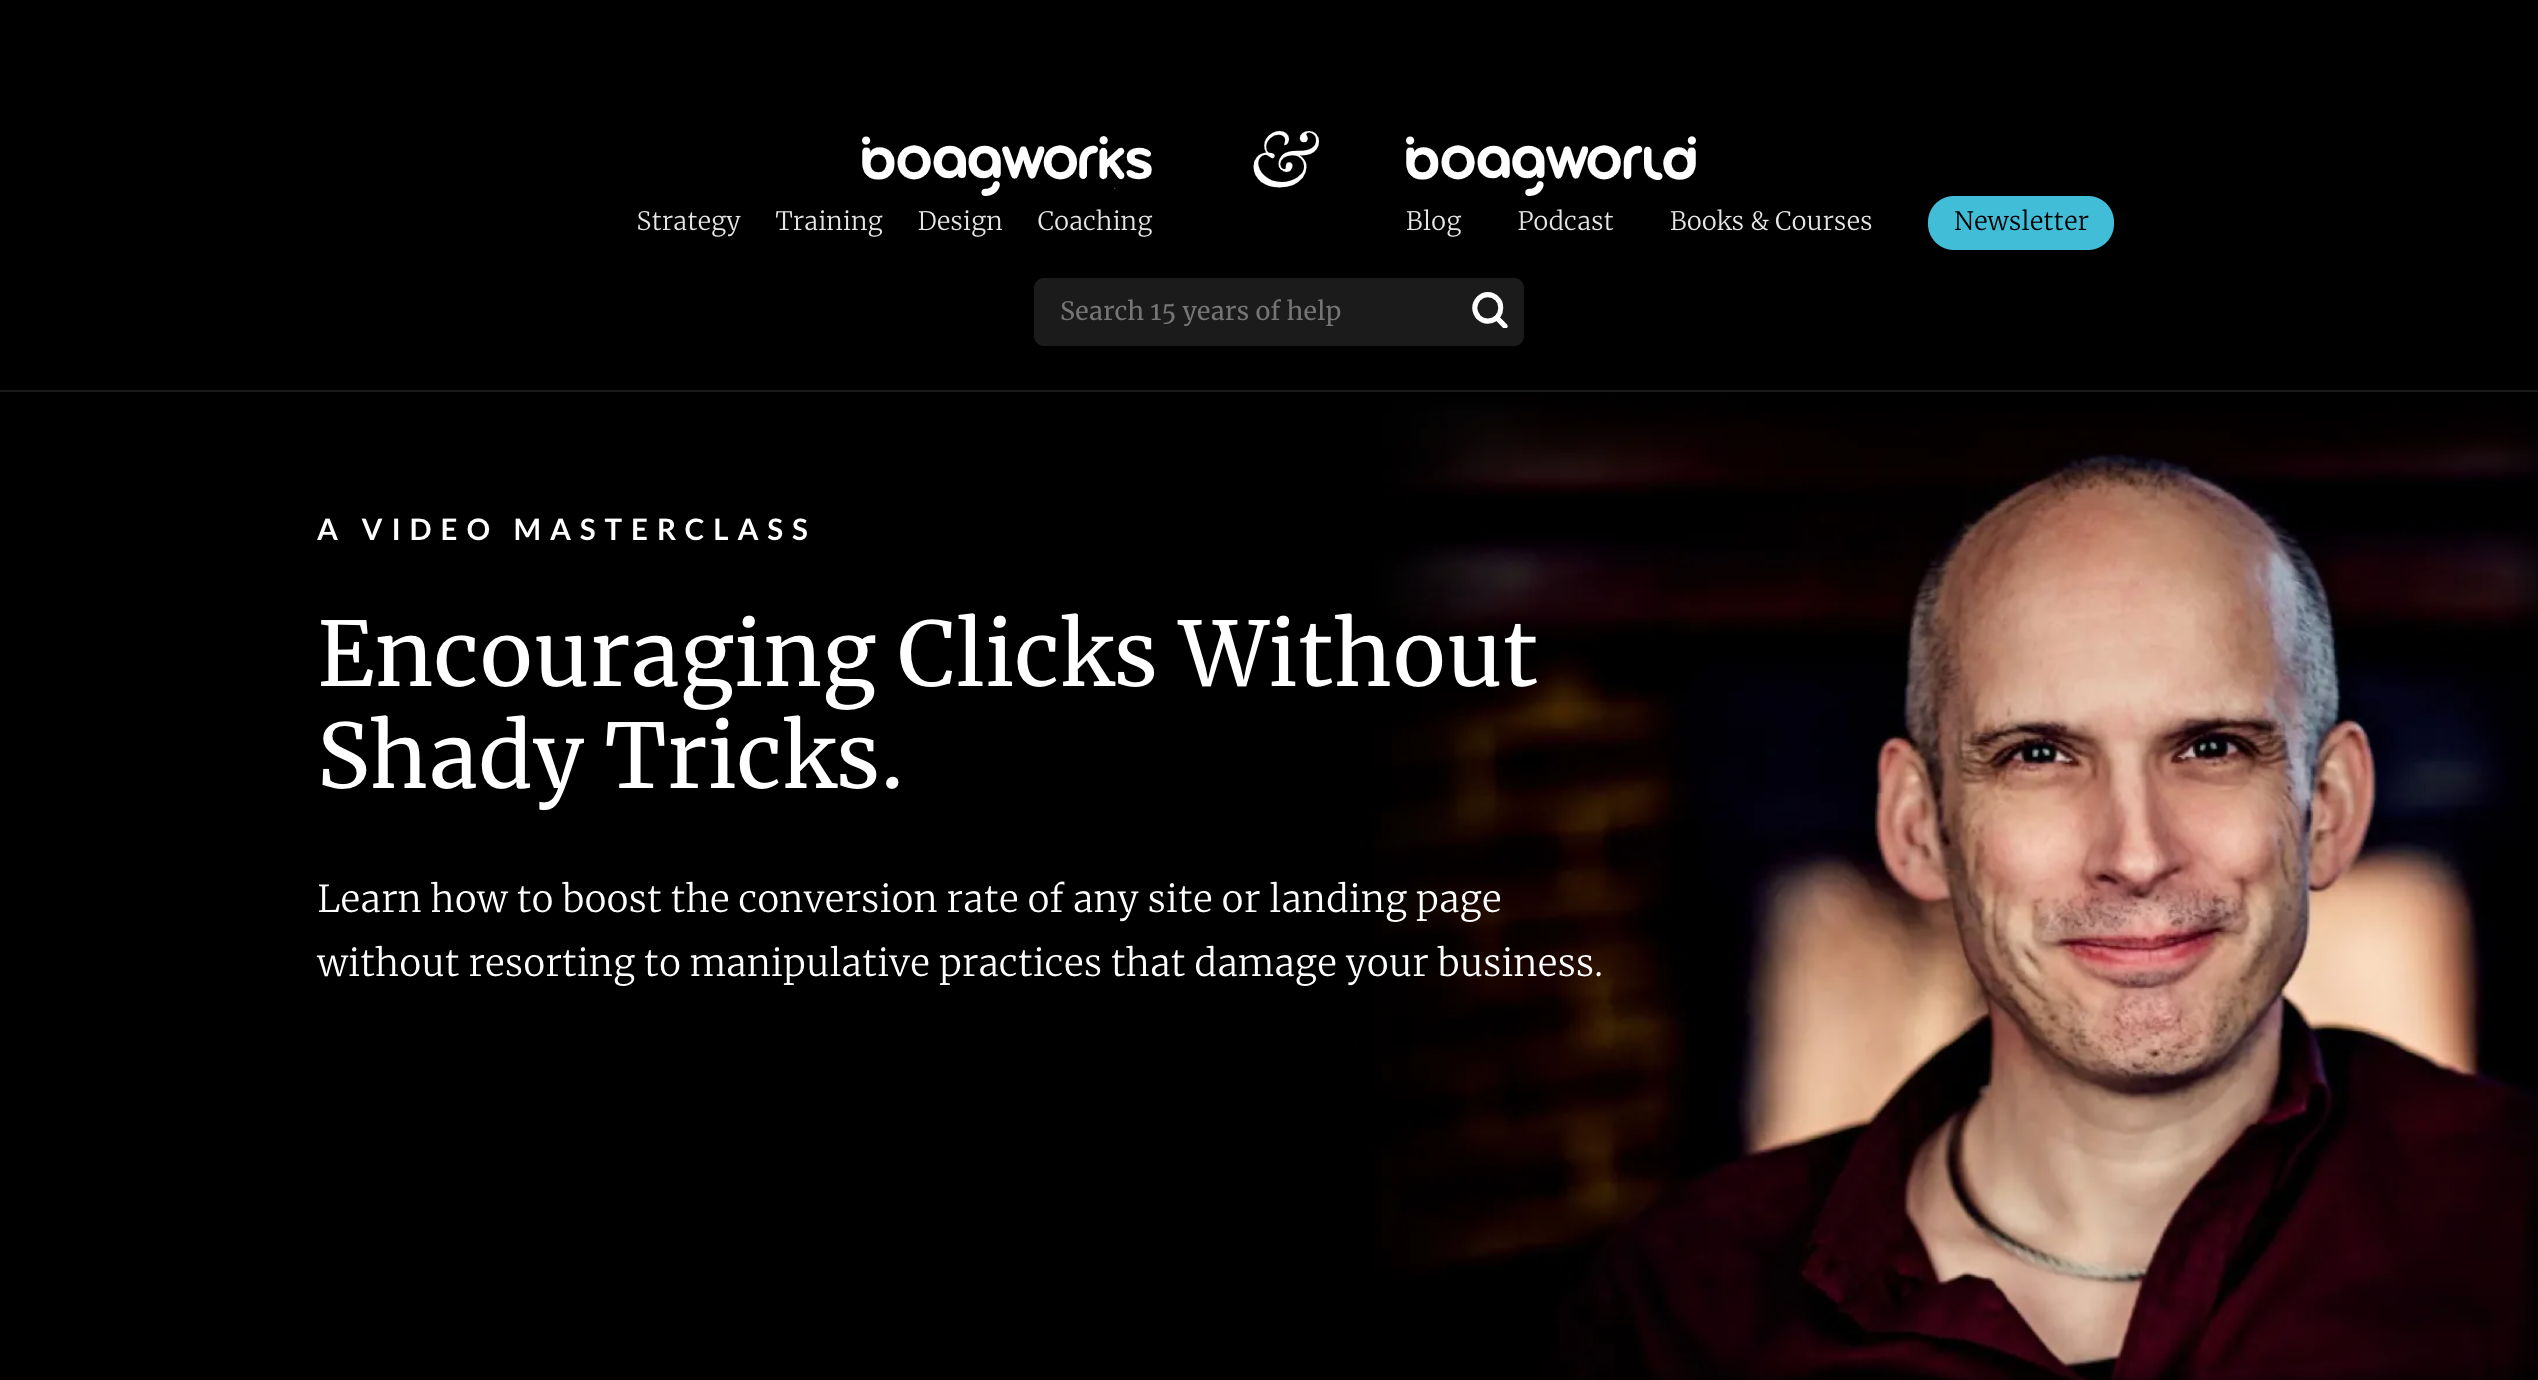 boagworks & boagworld
Strategy Training Design Coaching Blog Podcast Books & Courses Newsletter
Search 15 years of help
A VIDEO MASTERCLASS
Encouraging Clicks Without
Shady Tricks.
Learn how to boost the conversion rate of any site or landing page
without resorting to manipulative practices that damage your business.